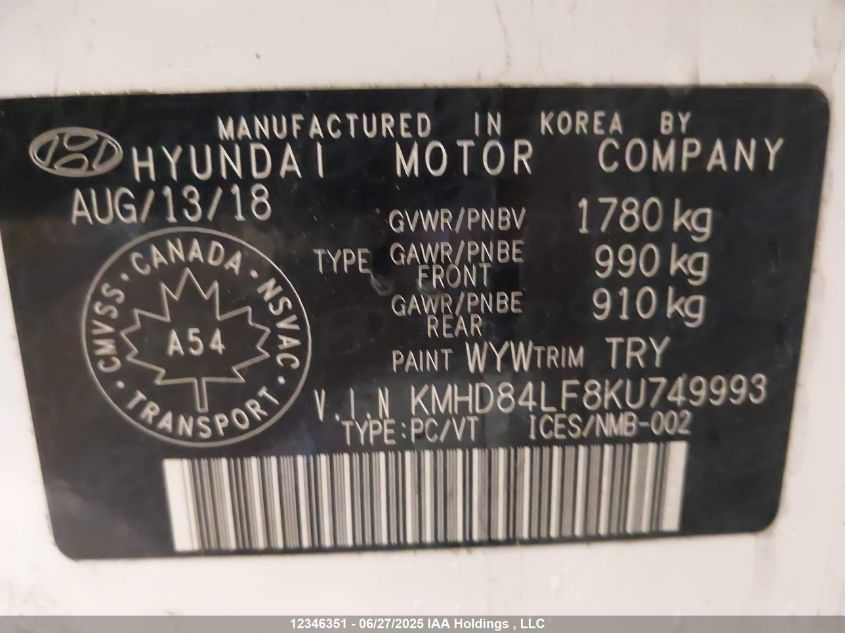 MANUFACTURED IN KOREA BY
HYUNDAI MOTOR COMPANY
AUG/13/18
GVWR/PNBV 1780 kg
TYPE GAWR/PNBE FRONT 990 kg
GAWR/PNBE REAR 910 kg
CMVSS · CANADA · NSVAC · TRANSPORT
A54
PAINT WYW TRIM TRY
V.I.N KMHD84LF8KU749993
TYPE:PC/VT ICES/NMB-002
12346351 - 06/27/2025 IAA Holdings , LLC